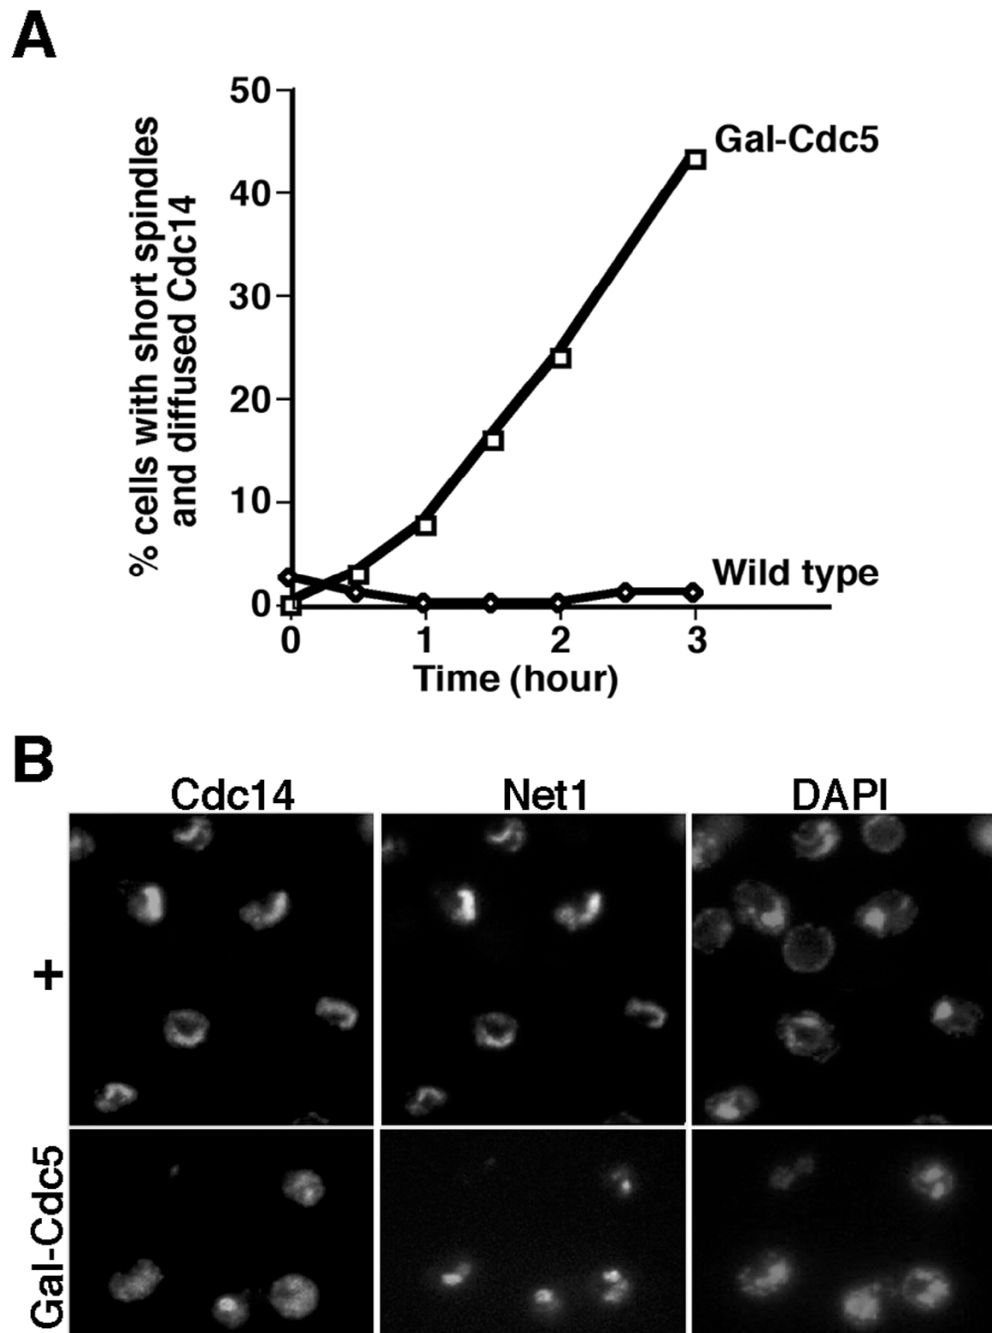 A
50
40
30
20
10
0
% cells with short spindles
and diffused Cdc14
Gal-Cdc5
Wild type
0 1 2 3
Time (hour)
B
Cdc14 Net1 DAPI
+
Gal-Cdc5